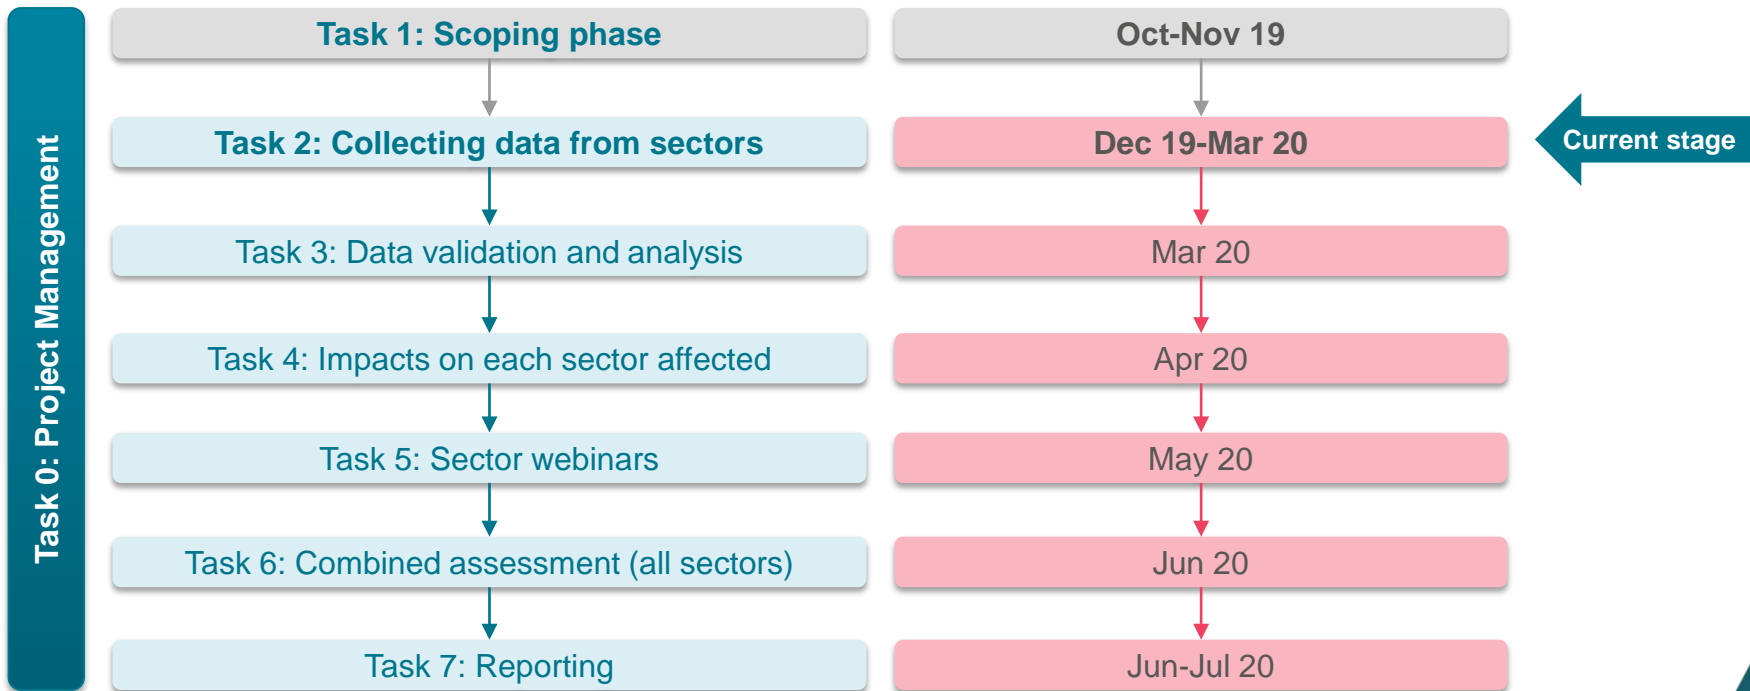 Task 0: Project Management
Task 1: Scoping phase
Oct-Nov 19
Task 2: Collecting data from sectors
Dec 19-Mar 20
Current stage
Task 3: Data validation and analysis
Mar 20
Task 4: Impacts on each sector affected
Apr 20
Task 5: Sector webinars
May 20
Task 6: Combined assessment (all sectors)
Jun 20
Task 7: Reporting
Jun-Jul 20